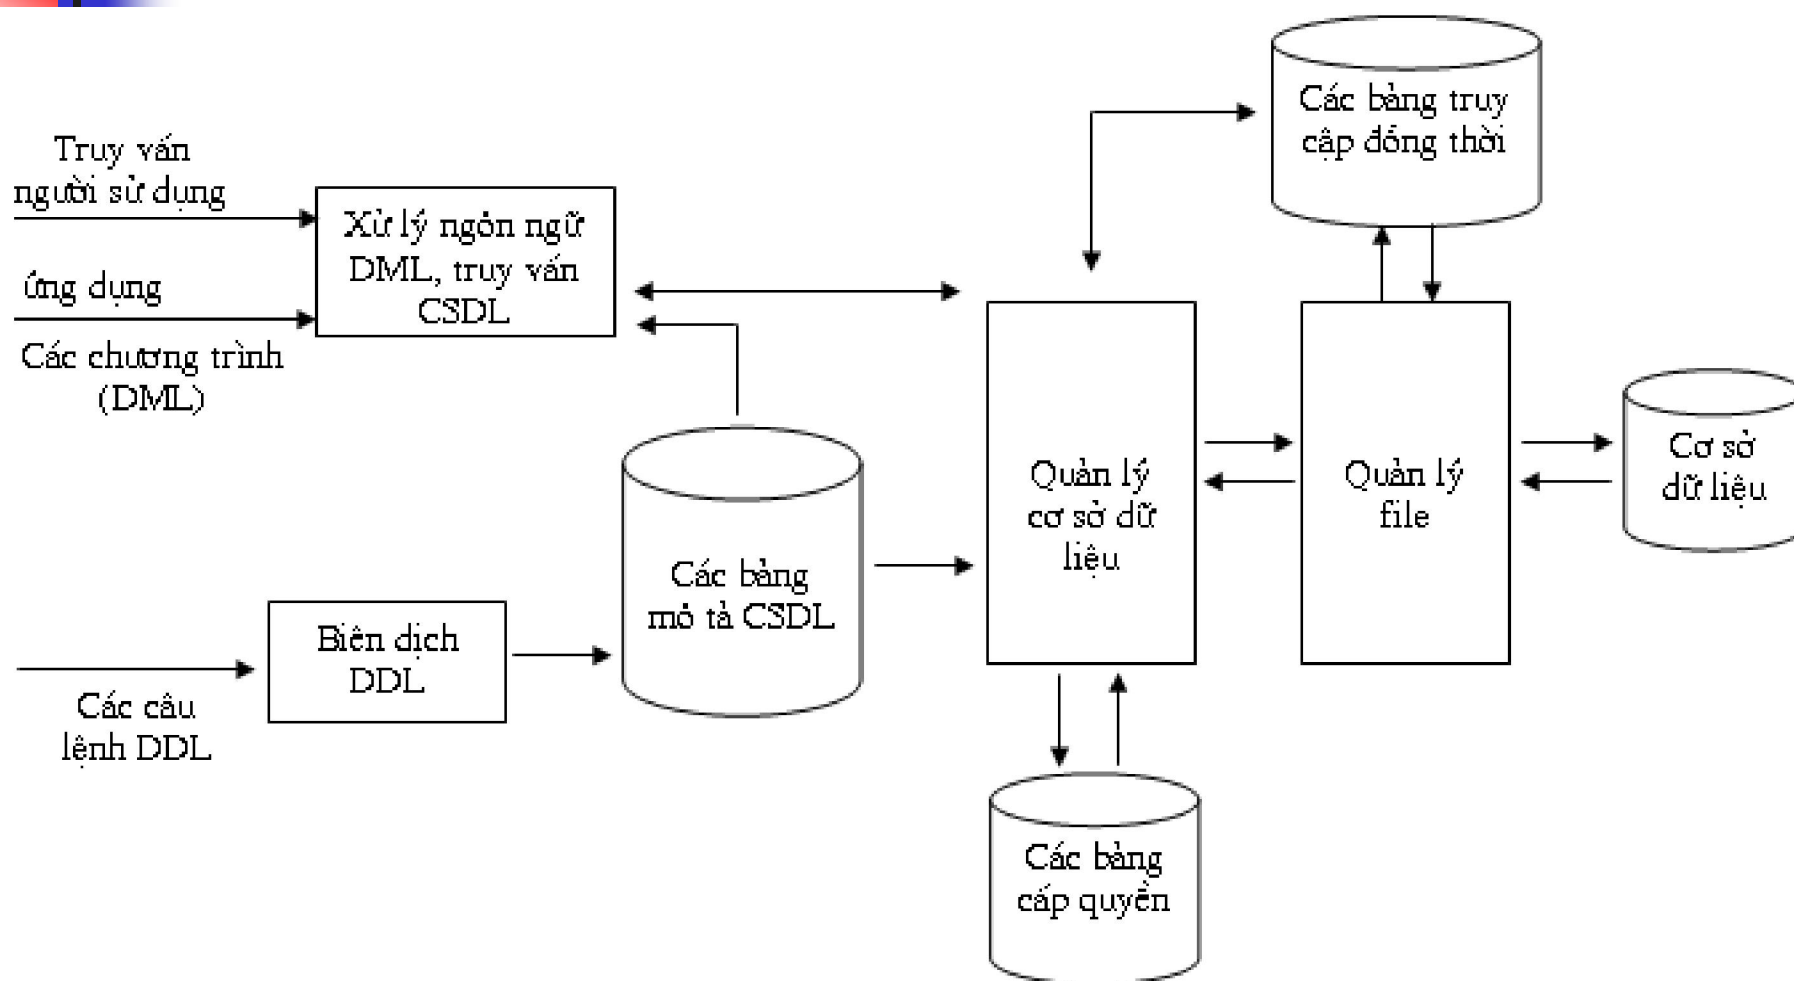 Truy vấn
người sử dụng
ứng dụng
Các chương trình
(DML)
Xử lý ngôn ngữ
DML, truy vấn
CSDL
Các bảng truy
cập đồng thời
Quản lý
cơ sở dữ
liệu
Quản lý
file
Cơ sở
dữ liệu
Các bảng
mô tả CSDL
Biên dịch
DDL
Các câu
lệnh DDL
Các bảng
cấp quyền